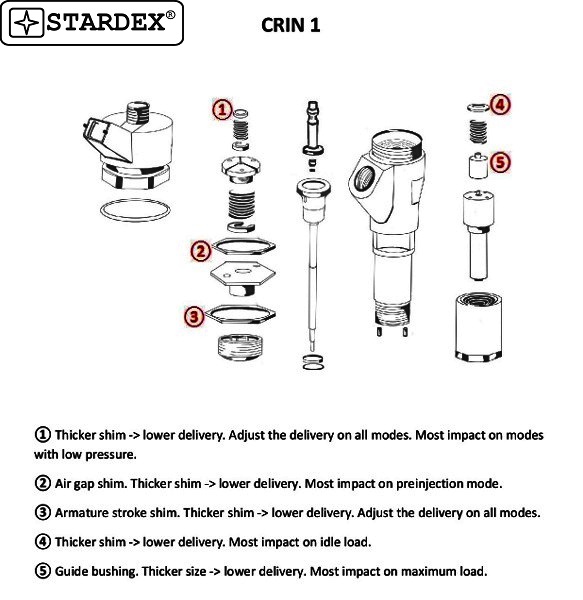 STARDEX®
CRIN 1
1
4
5
2
3
① Thicker shim -> lower delivery. Adjust the delivery on all modes. Most impact on modes
with low pressure.
② Air gap shim. Thicker shim -> lower delivery. Most impact on preinjection mode.
③ Armature stroke shim. Thicker shim -> lower delivery. Adjust the delivery on all modes.
④ Thicker shim -> lower delivery. Most impact on idle load.
⑤ Guide bushing. Thicker size -> lower delivery. Most impact on maximum load.